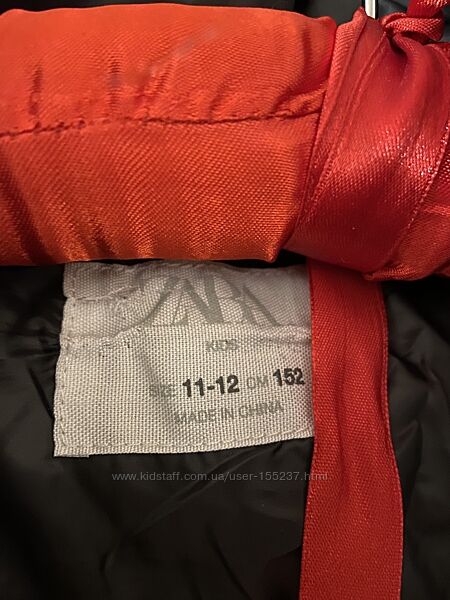 ZARA
KIDS
SIZE 11-12 CM 152
MADE IN CHINA
www.kidstaff.com.ua/user-155237.html